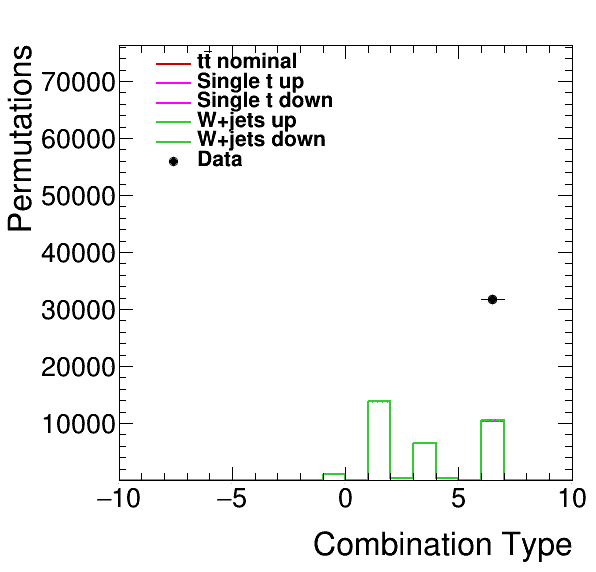 tt̄ nominal
Single t up
Single t down
W+jets up
W+jets down
Data
Permutations
70000
60000
50000
40000
30000
20000
10000
−10 −5 0 5 10
Combination Type